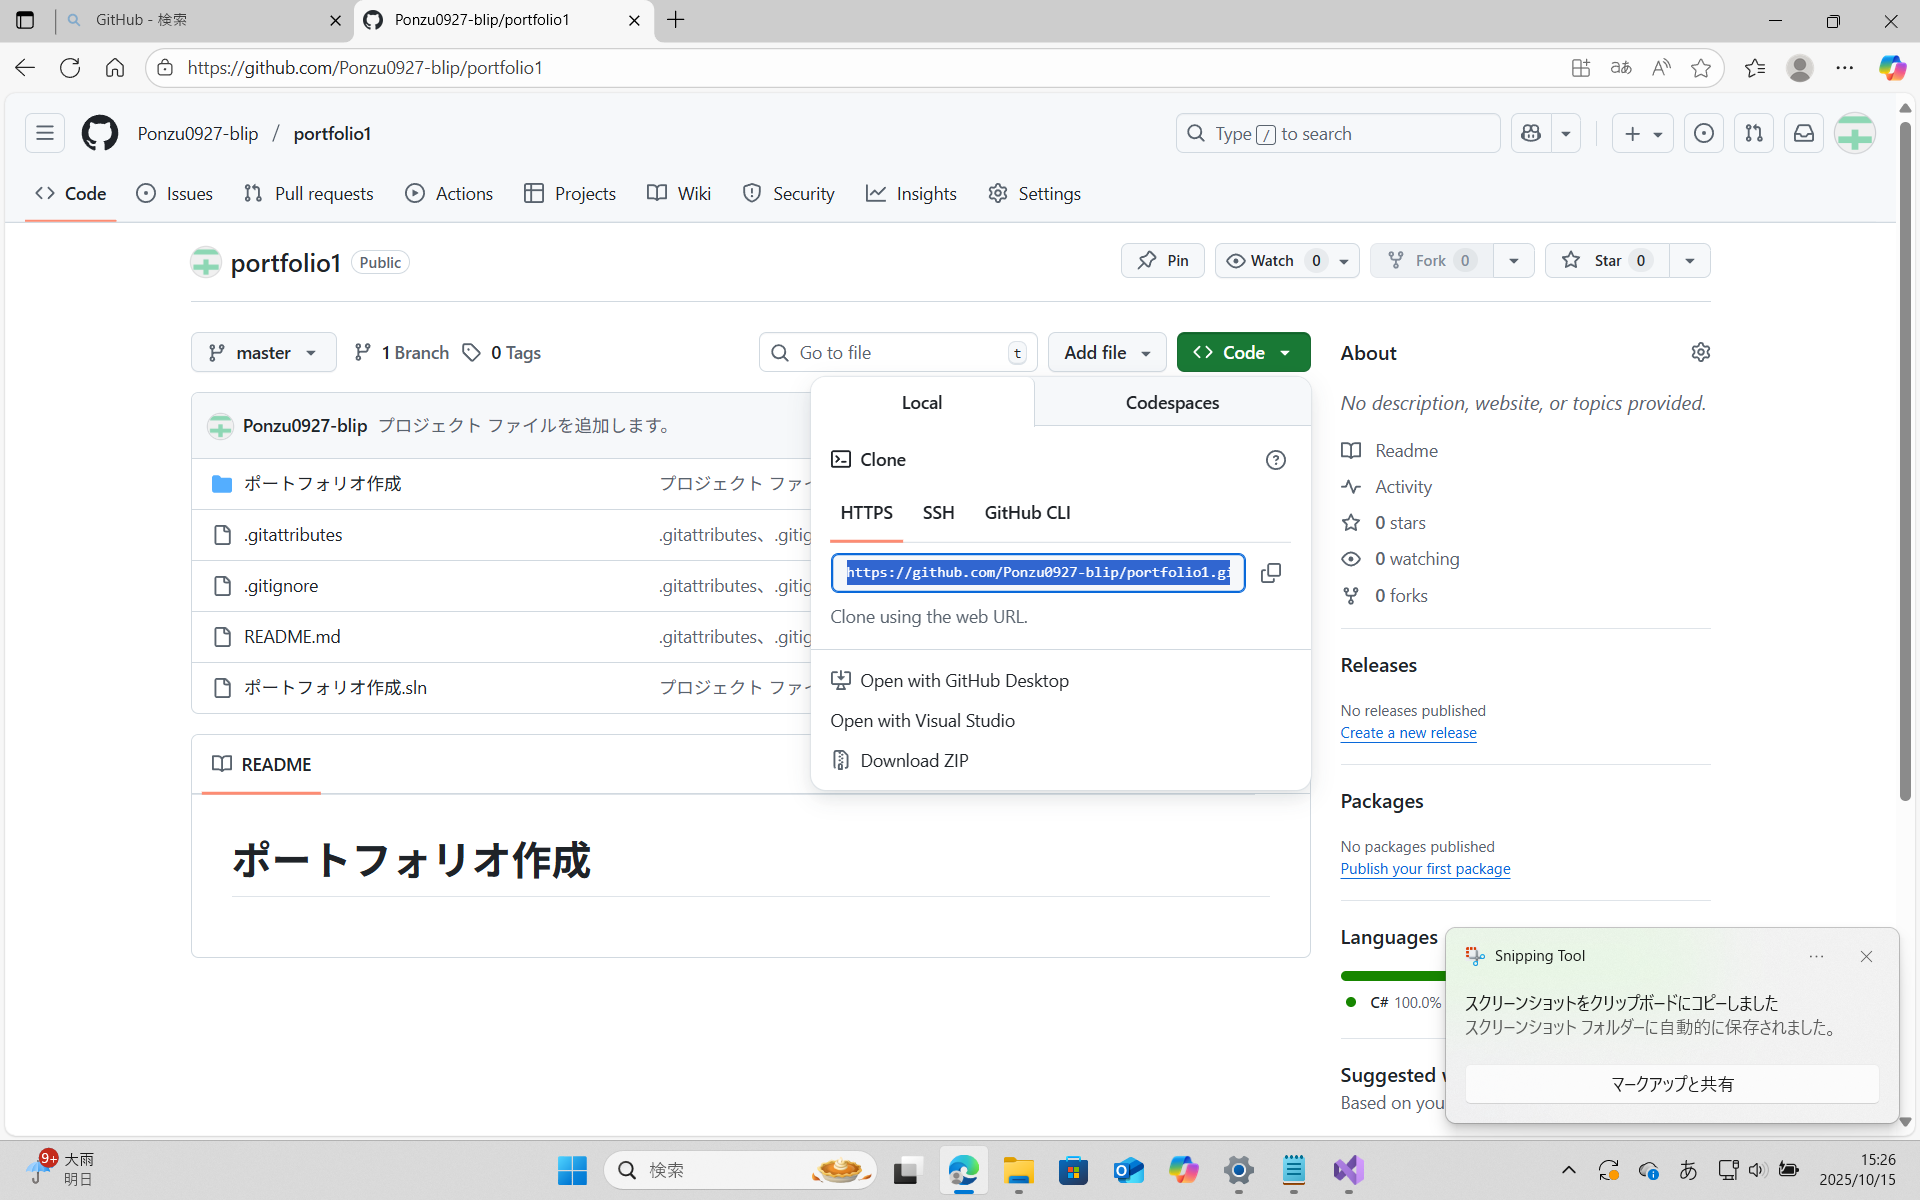 GitHub - 検索
Ponzu0927-blip/portfolio1
https://github.com/Ponzu0927-blip/portfolio1
Ponzu0927-blip / portfolio1
Type / to search
Code
Issues
Pull requests
Actions
Projects
Wiki
Security
Insights
Settings
portfolio1 Public
Pin
Watch 0
Fork 0
Star 0
master
1 Branch
0 Tags
Go to file t
Add file
Code
Ponzu0927-blip プロジェクト ファイルを追加します。
ポートフォリオ作成 プロジェクト ファイ
.gitattributes .gitattributes、.gitig
.gitignore .gitattributes、.gitig
README.md .gitattributes、.gitig
ポートフォリオ作成.sln プロジェクト ファイ
Local
Codespaces
Clone
HTTPS
SSH
GitHub CLI
https://github.com/Ponzu0927-blip/portfolio1.gi
Clone using the web URL.
Open with GitHub Desktop
Open with Visual Studio
Download ZIP
README
ポートフォリオ作成
About
No description, website, or topics provided.
Readme
Activity
0 stars
0 watching
0 forks
Releases
No releases published
Create a new release
Packages
No packages published
Publish your first package
Languages
C# 100.0%
Suggested w
Based on you
Snipping Tool
スクリーンショットをクリップボードにコピーしました
スクリーンショット フォルダーに自動的に保存されました。
マークアップと共有
9+
大雨
明日
検索
あ
15:26
2025/10/15